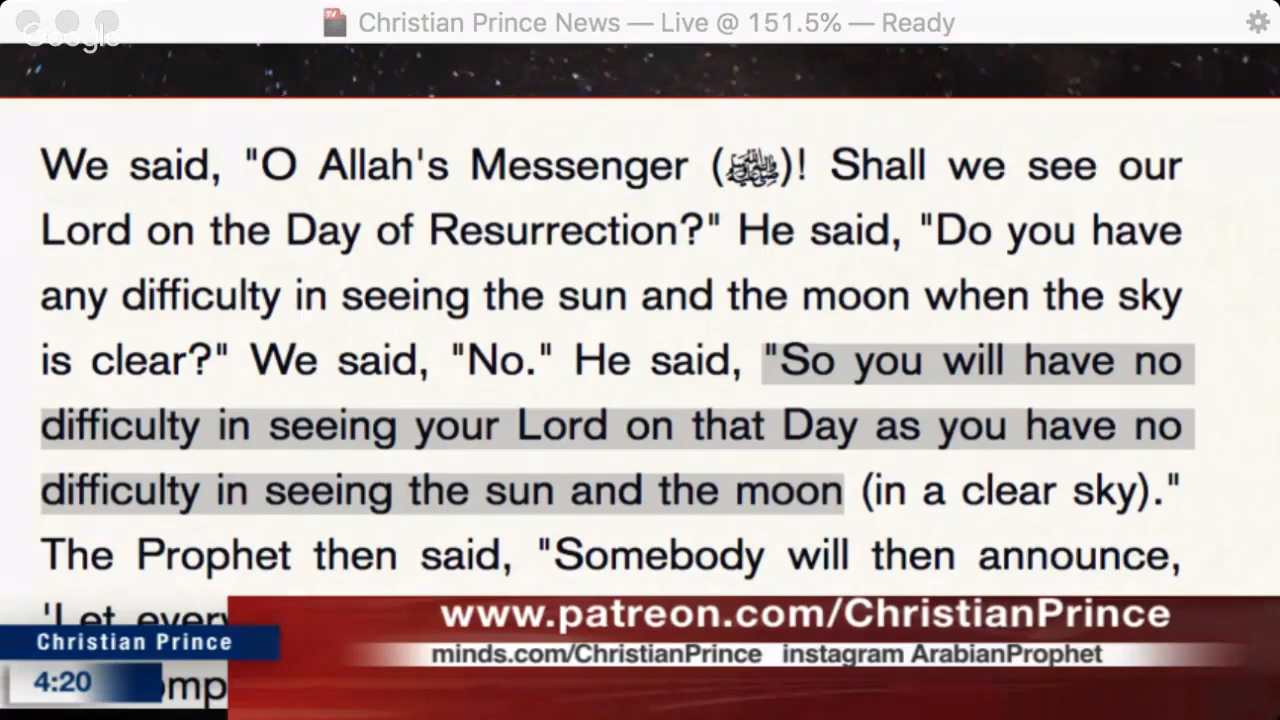 Christian Prince News — Live @ 151.5% — Ready
Google
We said, "O Allah's Messenger (ﷺ)! Shall we see our
Lord on the Day of Resurrection?" He said, "Do you have
any difficulty in seeing the sun and the moon when the sky
is clear?" We said, "No." He said, "So you will have no
difficulty in seeing your Lord on that Day as you have no
difficulty in seeing the sun and the moon (in a clear sky)."
The Prophet then said, "Somebody will then announce,
'Let every
www.patreon.com/ChristianPrince
Christian Prince
minds.com/ChristianPrince instagram ArabianProphet
4:20
omp